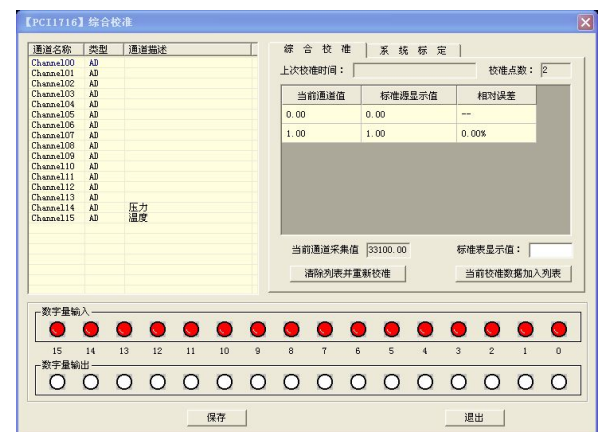 【PCI1716】综合校准
通道名称 类型 通道描述
Channel00 AD
Channel01 AD
Channel02 AD
Channel03 AD
Channel04 AD
Channel05 AD
Channel06 AD
Channel07 AD
Channel08 AD
Channel09 AD
Channel10 AD
Channel11 AD
Channel12 AD
Channel13 AD
Channel14 AD 压力
Channel15 AD 温度
综合校准 系统标定
上次校准时间： 校准点数： 2
当前通道值 标准源显示值 相对误差
0.00 0.00 --
1.00 1.00 0.00%
当前通道采集值 33100.00 标准表显示值：
清除列表并重新校准 当前校准数据加入列表
数字量输入
15 14 13 12 11 10 9 8 7 6 5 4 3 2 1 0
数字量输出
保存 退出